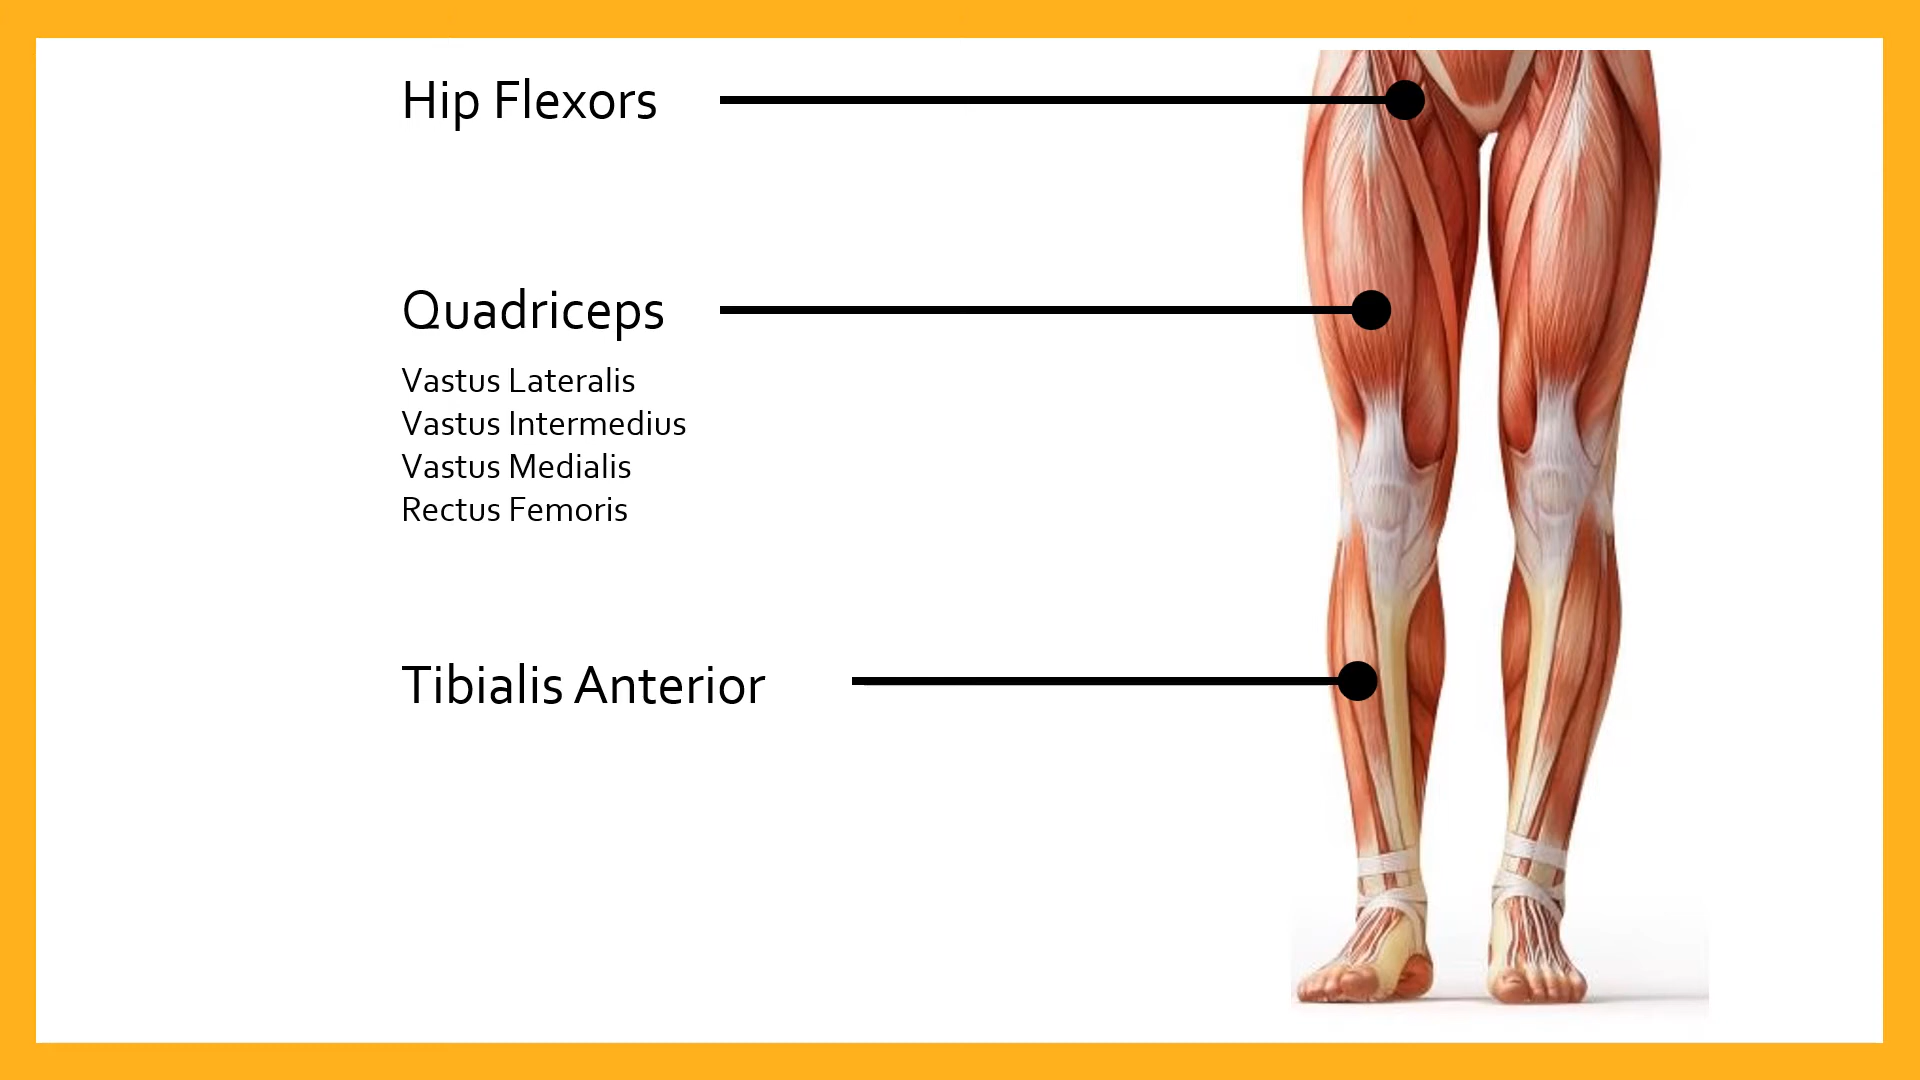 Hip Flexors
Quadriceps
Vastus Lateralis
Vastus Intermedius
Vastus Medialis
Rectus Femoris
Tibialis Anterior